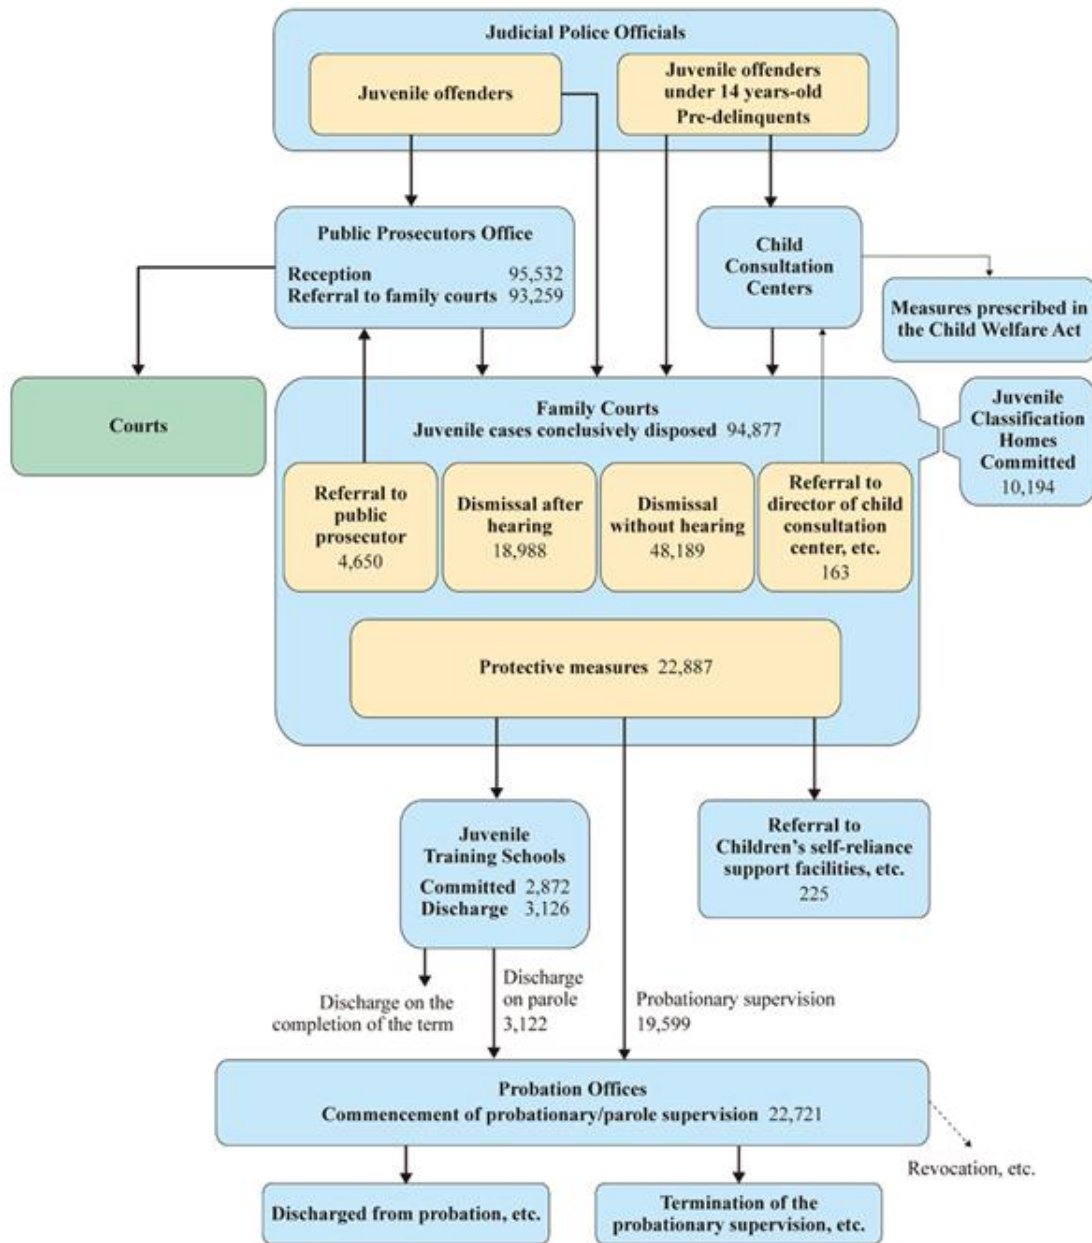 Judicial Police Officials
Juvenile offenders
Juvenile offenders
under 14 years-old
Pre-delinquents
Public Prosecutors Office
Reception 95,532
Referral to family courts 93,259
Child
Consultation
Centers
Measures prescribed in
the Child Welfare Act
Courts
Family Courts
Juvenile cases conclusively disposed 94,877
Juvenile
Classification
Homes
Committed
10,194
Referral to
public
prosecutor
4,650
Dismissal after
hearing
18,988
Dismissal
without hearing
48,189
Referral to
director of child
consultation
center, etc.
163
Protective measures 22,887
Juvenile
Training Schools
Committed 2,872
Discharge 3,126
Referral to
Children's self-reliance
support facilities, etc.
225
Discharge on the
completion of the term
Discharge
on parole
3,122
Probationary supervision
19,599
Probation Offices
Commencement of probationary/parole supervision 22,721
Revocation, etc.
Discharged from probation, etc.
Termination of the
probationary supervision, etc.